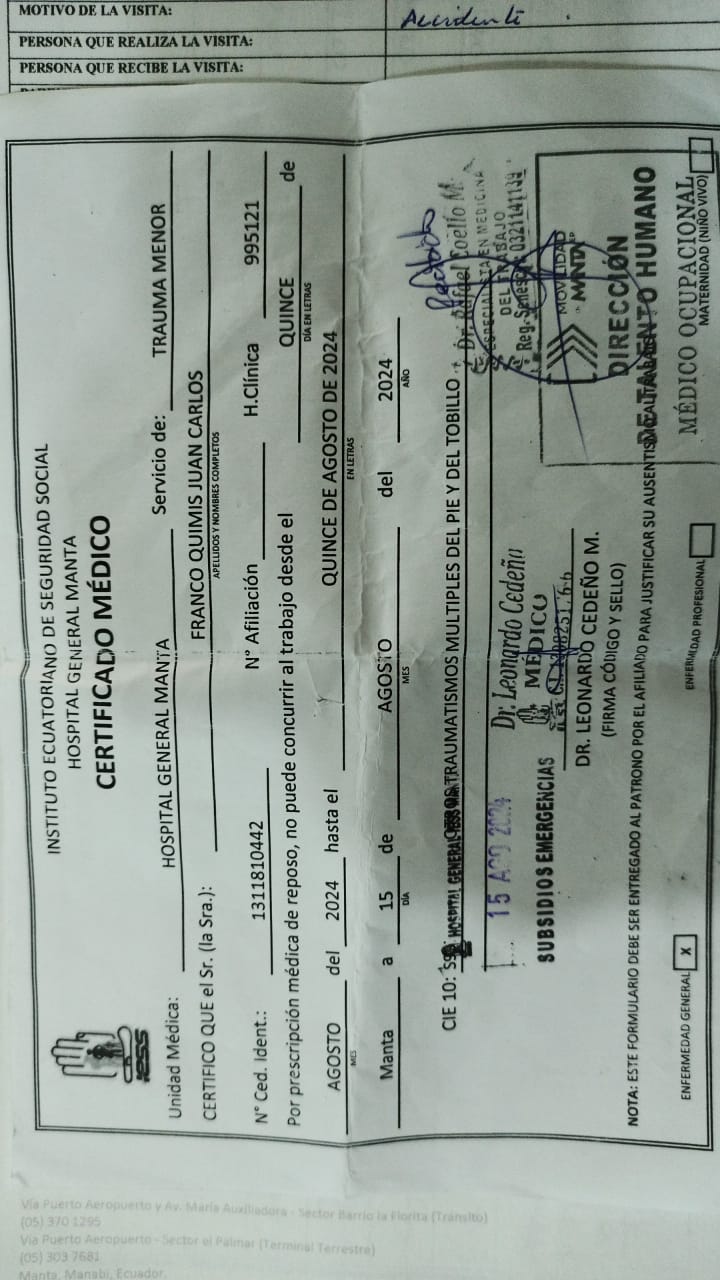 MOTIVO DE LA VISITA: Accidente.
PERSONA QUE REALIZA LA VISITA:
PERSONA QUE RECIBE LA VISITA:
INSTITUTO ECUATORIANO DE SEGURIDAD SOCIAL
HOSPITAL GENERAL MANTA
CERTIFICADO MÉDICO
IESS
Unidad Médica: HOSPITAL GENERAL MANTA Servicio de: TRAUMA MENOR
CERTIFICO QUE el Sr. (la Sra.): FRANCO QUIMIS JUAN CARLOS
APELLIDOS Y NOMBRES COMPLETOS
N° Ced. Ident.: 1311810442 N° Afiliación H.Clínica 995121
Por prescripción médica de reposo, no puede concurrir al trabajo desde el QUINCE de
DÍA EN LETRAS
AGOSTO del 2024 hasta el QUINCE DE AGOSTO DE 2024
MES EN LETRAS
Manta a 15 de AGOSTO del 2024
DÍA MES AÑO
CIE 10: S99 TRAUMATISMOS MULTIPLES DEL PIE Y DEL TOBILLO
HOSPITAL GENERAL
15 AGO 2024
SUBSIDIOS EMERGENCIAS
Dr. Leonardo Cedeño
MÉDICO
DR. LEONARDO CEDEÑO M.
(FIRMA CÓDIGO Y SELLO)
Recibido
Dr. Rafael Coello M.
ESPECIALISTA EN MEDICINA
DEL TRABAJO
Reg. Senescyt: 0321141139
MOVILIDAD
MANTA EP
DIRECCIÓN
DE TALENTO HUMANO
MÉDICO OCUPACIONAL
NOTA: ESTE FORMULARIO DEBE SER ENTREGADO AL PATRONO POR EL AFILIADO PARA JUSTIFICAR SU AUSENTISMO
ENFERMEDAD GENERAL X ENFERMIDAD PROFESIONAL MATERNIDAD (NIÑO VIVO)
Vía Puerto Aeropuerto y Av. María Auxiliadora - Sector Barrio la Florita (Tránsito)
(05) 370 1295
Vía Puerto Aeropuerto - Sector el Palmar (Terminal Terrestre)
(05) 303 7681
Manta, Manabí, Ecuador.